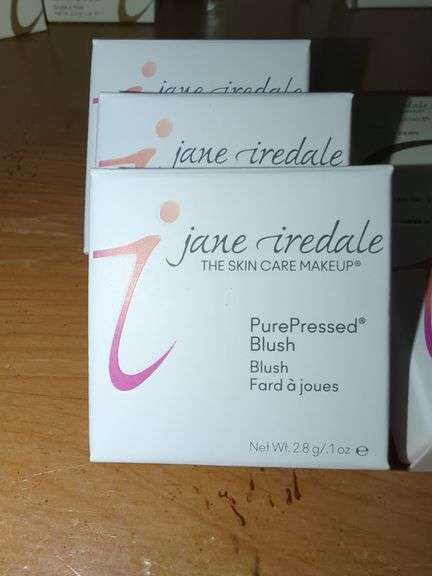 jane iredale
jane iredale
jane iredale
THE SKIN CARE MAKEUP®
PurePressed®
Blush
Blush
Fard à joues
Net Wt. 2.8 g/.1 oz ℮